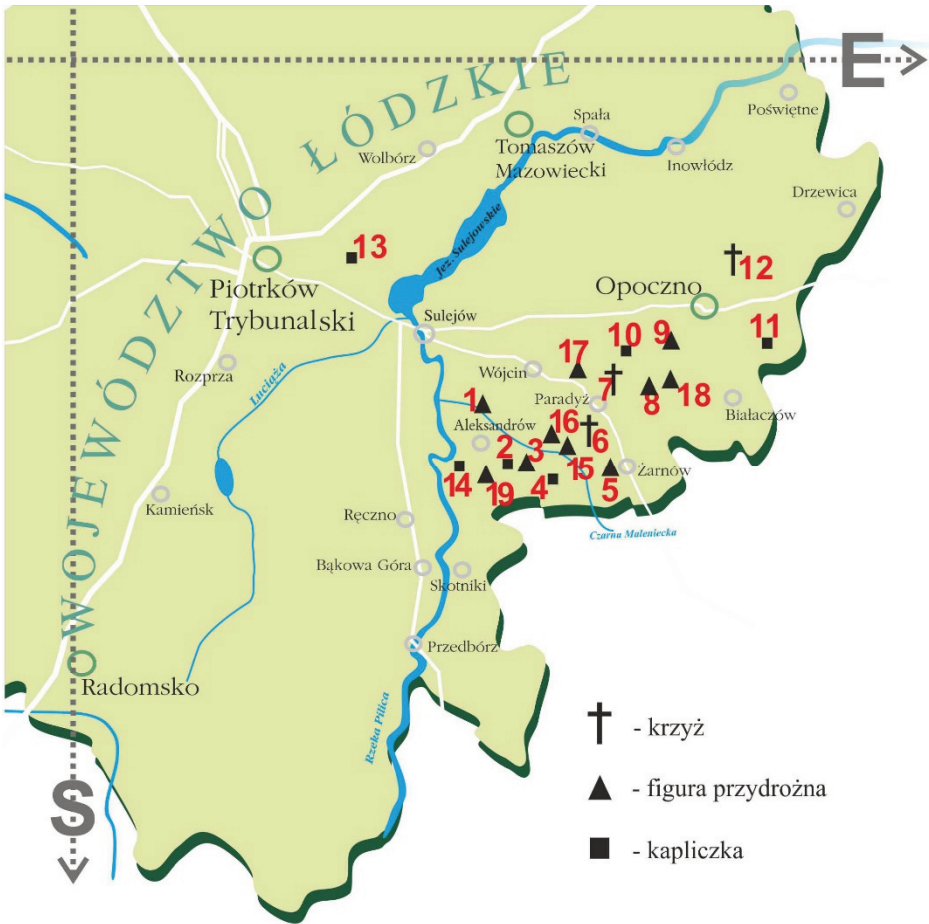 E
S
WOJEWÓDZTWO ŁÓDZKIE
Poświętne
Spała
Tomaszów
Mazowiecki
Wolbórz
Inowłódz
Drzewica
13
12
Jez. Sulejowskie
Piotrków
Trybunalski
Opoczno
Sulejów
10
9
11
17
Wójcin
Rozprza
Luciąża
7
8
18
Paradyż
Białaczów
1
16
Aleksandrów
6
2
3
15
14
19
4
5
Żarnów
Kamieńsk
Ręczno
Czarna Maleniecka
Bąkowa Góra
Skotniki
Przedbórz
Radomsko
Rzeka Pilica
- krzyż
- figura przydrożna
- kapliczka